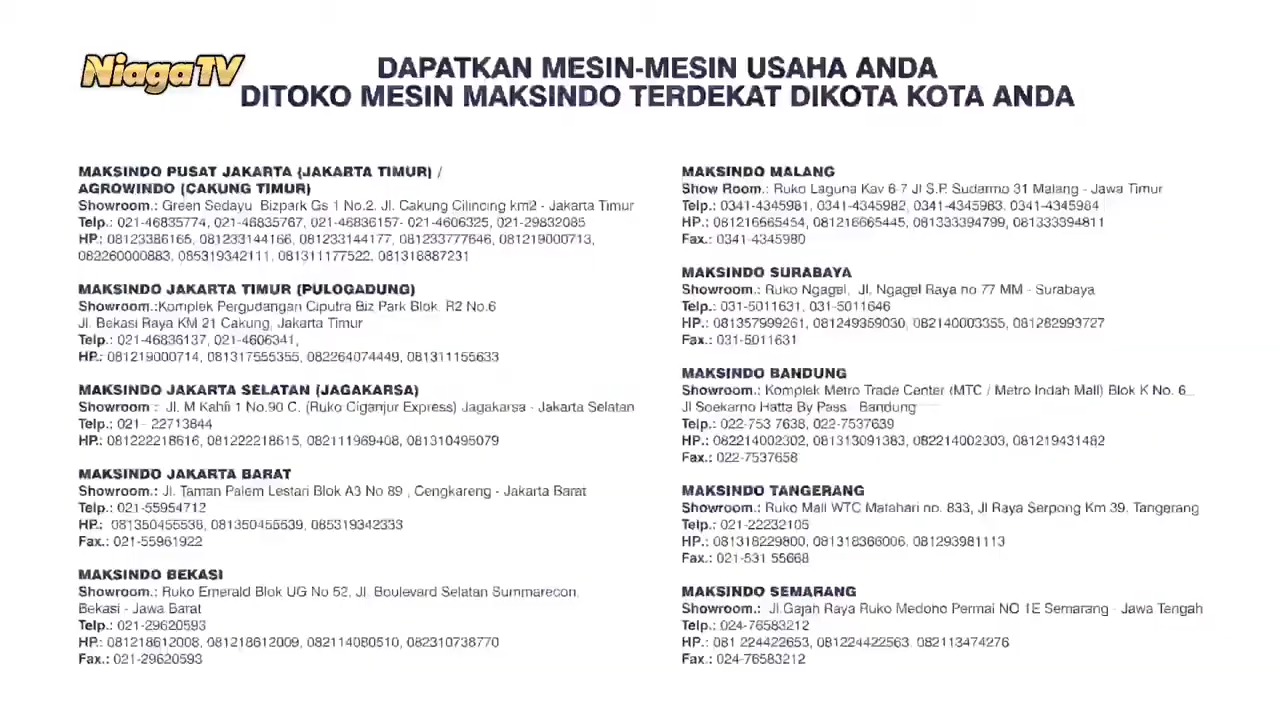 NiagaTV
DAPATKAN MESIN-MESIN USAHA ANDA
DITOKO MESIN MAKSINDO TERDEKAT DIKOTA KOTA ANDA
MAKSINDO PUSAT JAKARTA (JAKARTA TIMUR) /
AGROWINDO (CAKUNG TIMUR)
Showroom.: Green Sedayu Bizpark Gs 1 No.2. Jl. Cakung Cilincing km2 - Jakarta Timur
Telp.: 021-46835774, 021-46835767, 021-46836157- 021-4606325, 021-29832085
HP.: 08123386165, 081233144166, 081233144177, 081233777646, 081219000713,
082260000883, 085319342111, 081311177522, 081316887231
MAKSINDO JAKARTA TIMUR (PULOGADUNG)
Showroom.:Komplek Pergudangan Ciputra Biz Park Blok. R2 No.6
Jl. Bekasi Raya KM 21 Cakung, Jakarta Timur
Telp.: 021-46836137, 021-4606341,
HP.: 081219000714, 081317555355, 082264074449, 081311155633
MAKSINDO JAKARTA SELATAN (JAGAKARSA)
Showroom : Jl. M Kahfi 1 No.90 C. (Ruko Ciganjur Express) Jagakarsa - Jakarta Selatan
Telp.: 021- 22713844
HP.: 081222218616, 081222218615, 082111969408, 081310495079
MAKSINDO JAKARTA BARAT
Showroom.: Jl. Taman Palem Lestari Blok A3 No 89 , Cengkareng - Jakarta Barat
Telp.: 021-55954712
HP.: 081350455538, 081350455539, 085319342333
Fax.: 021-55961922
MAKSINDO BEKASI
Showroom.: Ruko Emerald Blok UG No 52, Jl. Boulevard Selatan Summarecon,
Bekasi - Jawa Barat
Telp.: 021-29620593
HP.: 081218612008, 081218612009, 082114080510, 082310738770
Fax.: 021-29620593
MAKSINDO MALANG
Show Room.: Ruko Laguna Kav 6-7 Jl S.P. Sudarmo 31 Malang - Jawa Timur
Telp.: 0341-4345981, 0341-4345982, 0341-4345983, 0341-4345984
HP.: 081216665454, 081216665445, 081333394799, 081333394811
Fax.: 0341-4345980
MAKSINDO SURABAYA
Showroom.: Ruko Ngagel, Jl. Ngagel Raya no 77 MM - Surabaya
Telp.: 031-5011631, 031-5011646
HP.: 081357999261, 081249359030, 082140003355, 081262993727
Fax.: 031-5011631
MAKSINDO BANDUNG
Showroom.: Komplek Metro Trade Center (MTC / Metro Indah Mall) Blok K No. 6
Jl Soekarno Hatta By Pass - Bandung
Telp.: 022-753 7638, 022-7537639
HP.: 082214002302, 081313091383, 082214002303, 081219431482
Fax.: 022-7537658
MAKSINDO TANGERANG
Showroom.: Ruko Mall WTC Matahari no. 833, Jl Raya Serpong Km 39, Tangerang
Telp.: 021-22232105
HP.: 081318229800, 081318366006, 081293981113
Fax.: 021-531 55668
MAKSINDO SEMARANG
Showroom.: Jl.Gajah Raya Ruko Medoho Permai NO 1E Semarang - Jawa Tengah
Telp.: 024-76583212
HP.: 081 224422653, 081224422563, 082113474276
Fax.: 024-76583212